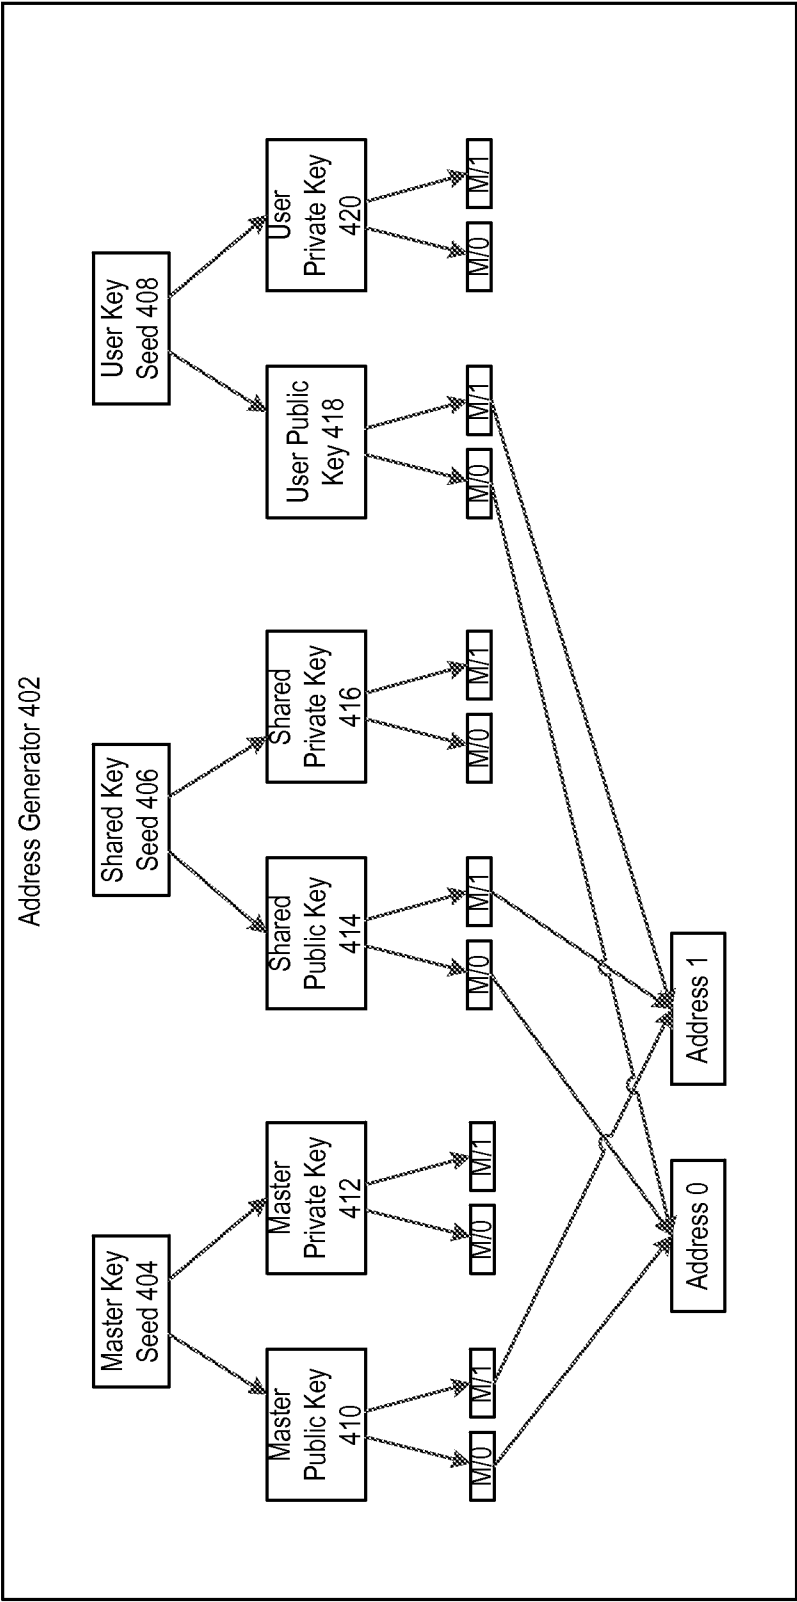 Address Generator 402
Master Key
Seed 404
Shared Key
Seed 406
User Key
Seed 408
Master
Public Key
410
Master
Private Key
412
Shared
Public Key
414
Shared
Private Key
416
User Public
Key 418
User
Private Key
420
M/0
M/1
M/0
M/1
M/0
M/1
M/0
M/1
M/0
M/1
M/0
M/1
Address 0
Address 1